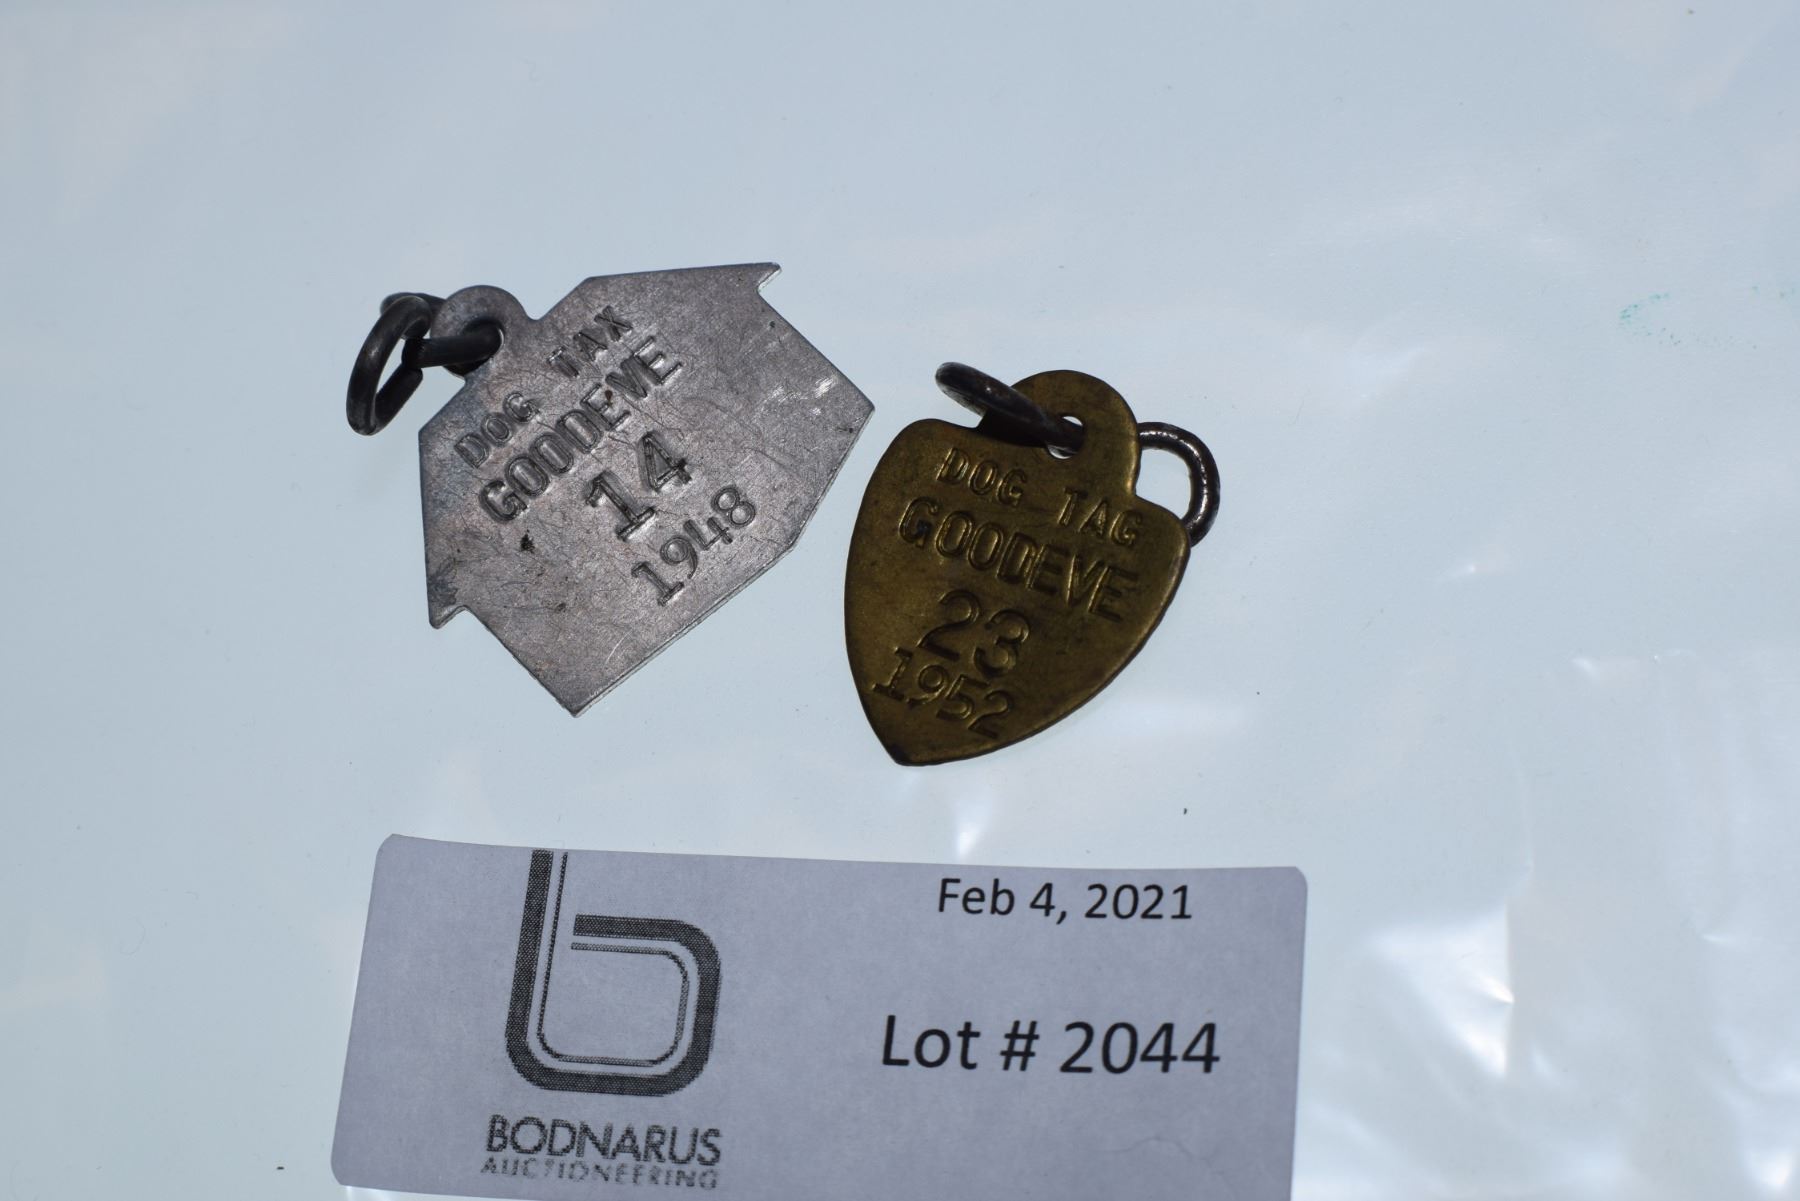 DOG TAX
GOODEVE
14
1948
DOG TAG
GOODEVE
23
1952
Feb 4, 2021
Lot # 2044
BODNARUS
AUCTIONEERING